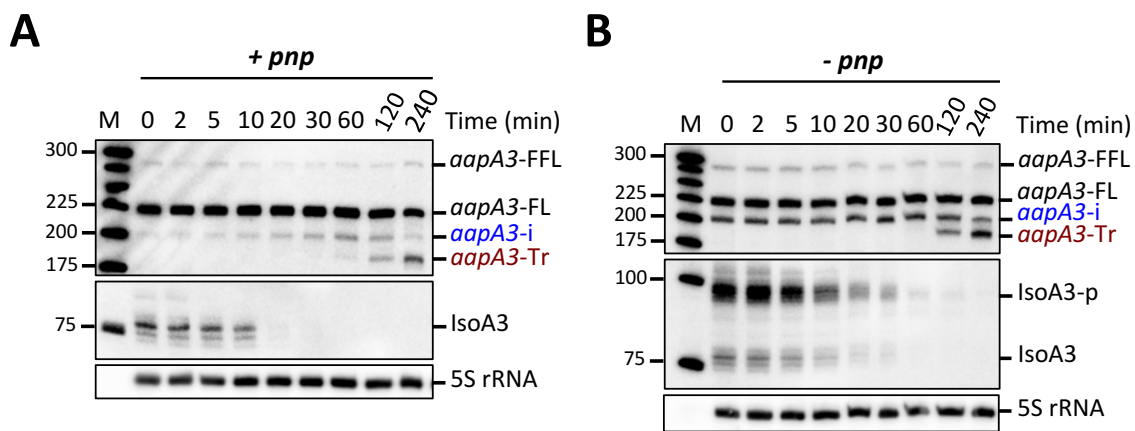 A
+ pnp
M 0 2 5 10 20 30 60 120 240 Time (min)
300
225
200
175
aapA3-FFL
aapA3-FL
aapA3-i
aapA3-Tr
75
IsoA3
5S rRNA
B
- pnp
M 0 2 5 10 20 30 60 120 240 Time (min)
300
225
200
175
aapA3-FFL
aapA3-FL
aapA3-i
aapA3-Tr
100
75
IsoA3-p
IsoA3
5S rRNA